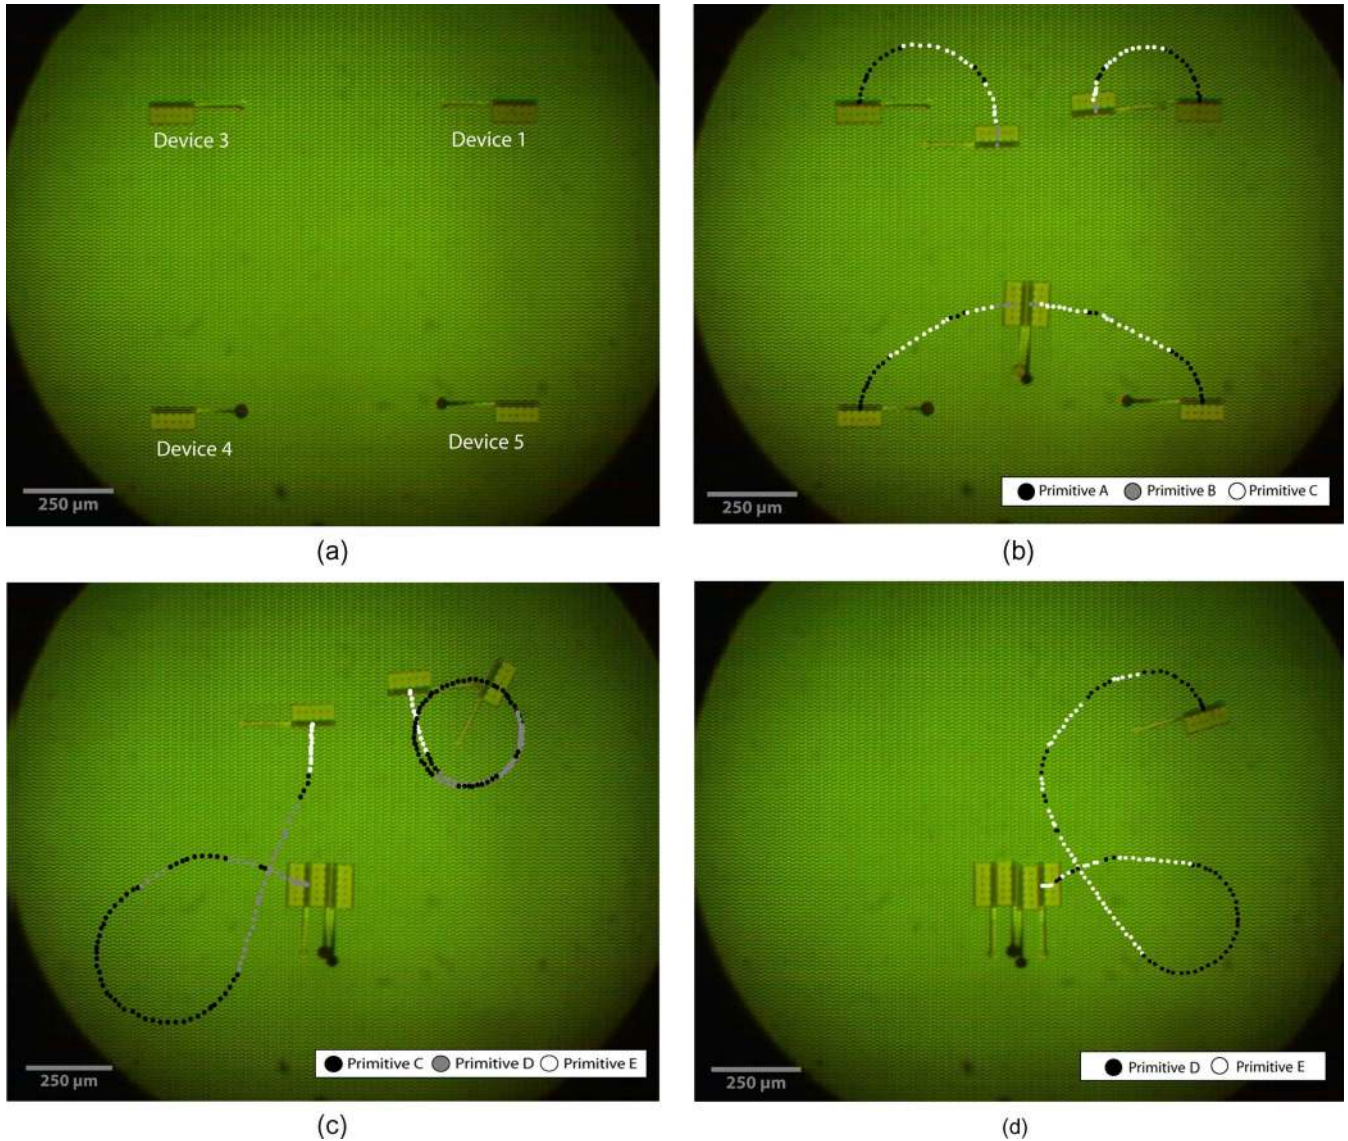 Device 3
Device 1
Device 4
Device 5
250 µm
(a)
Primitive A Primitive B Primitive C
250 µm
(b)
Primitive C Primitive D Primitive E
250 µm
(c)
Primitive D Primitive E
250 µm
(d)